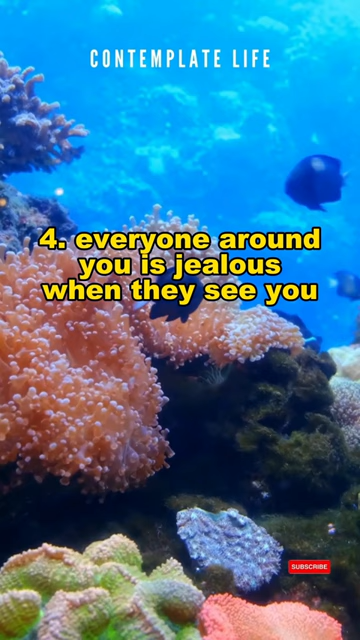 CONTEMPLATE LIFE
4. everyone around
you is jealous
when they see you
SUBSCRIBE